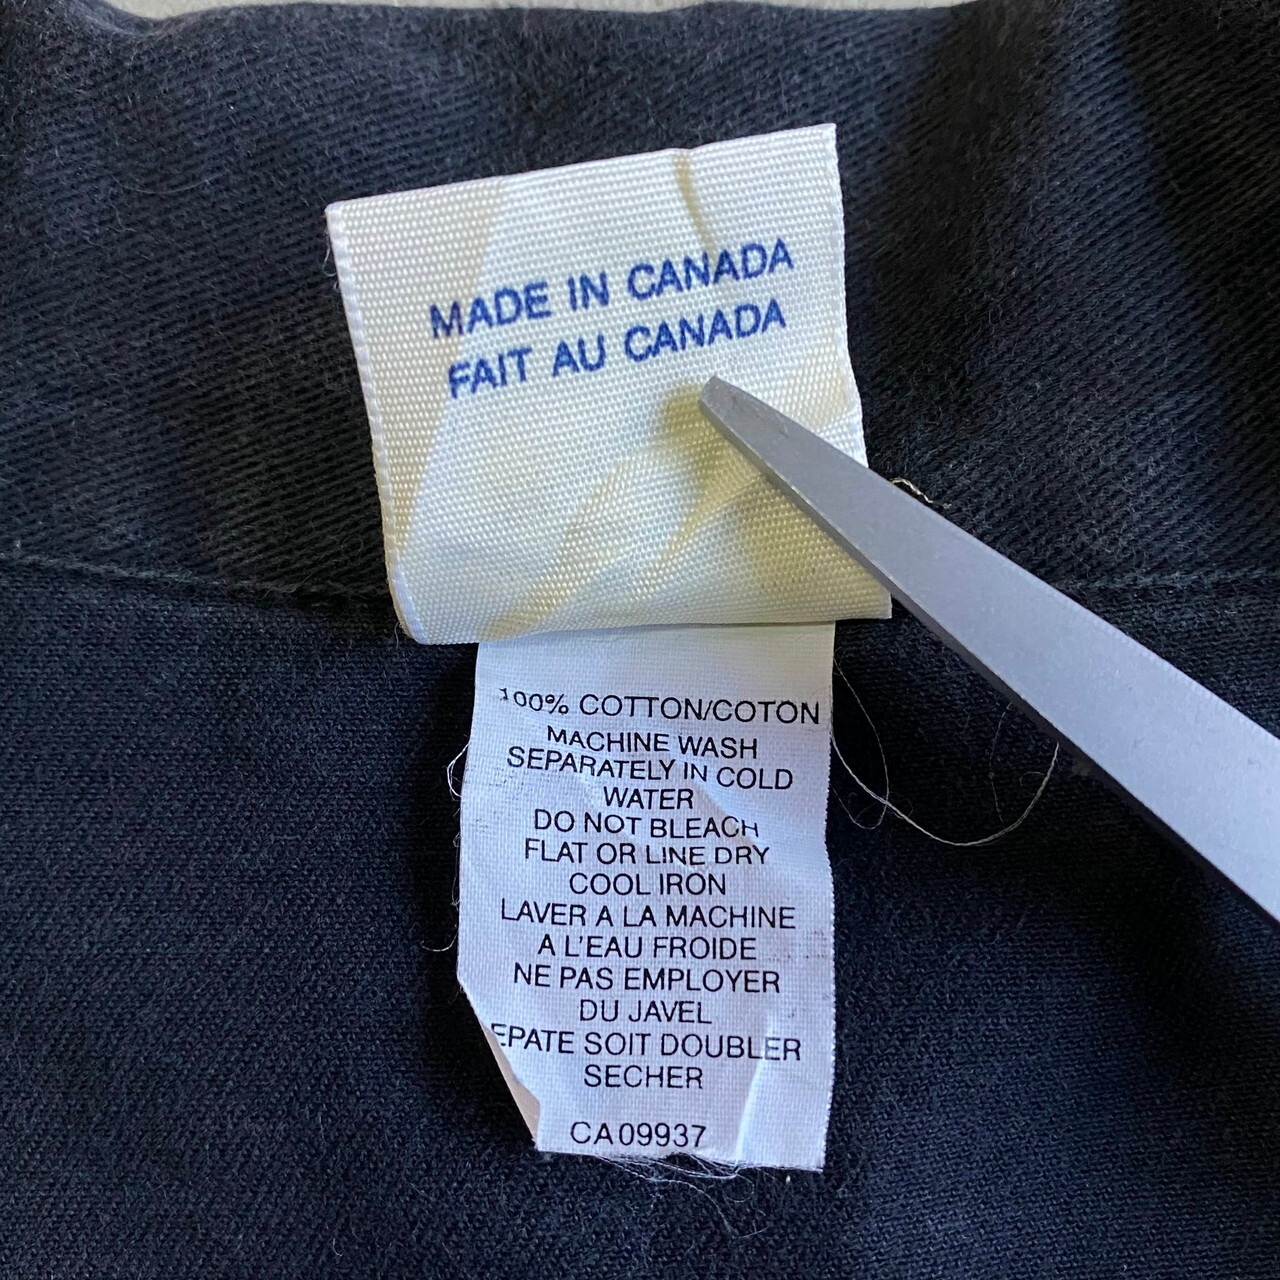 MADE IN CANADA
FAIT AU CANADA
100% COTTON/COTON
MACHINE WASH
SEPARATELY IN COLD
WATER
DO NOT BLEACH
FLAT OR LINE DRY
COOL IRON
LAVER A LA MACHINE
A L'EAU FROIDE
NE PAS EMPLOYER
DU JAVEL
EPATE SOIT DOUBLER
SECHER
CA09937